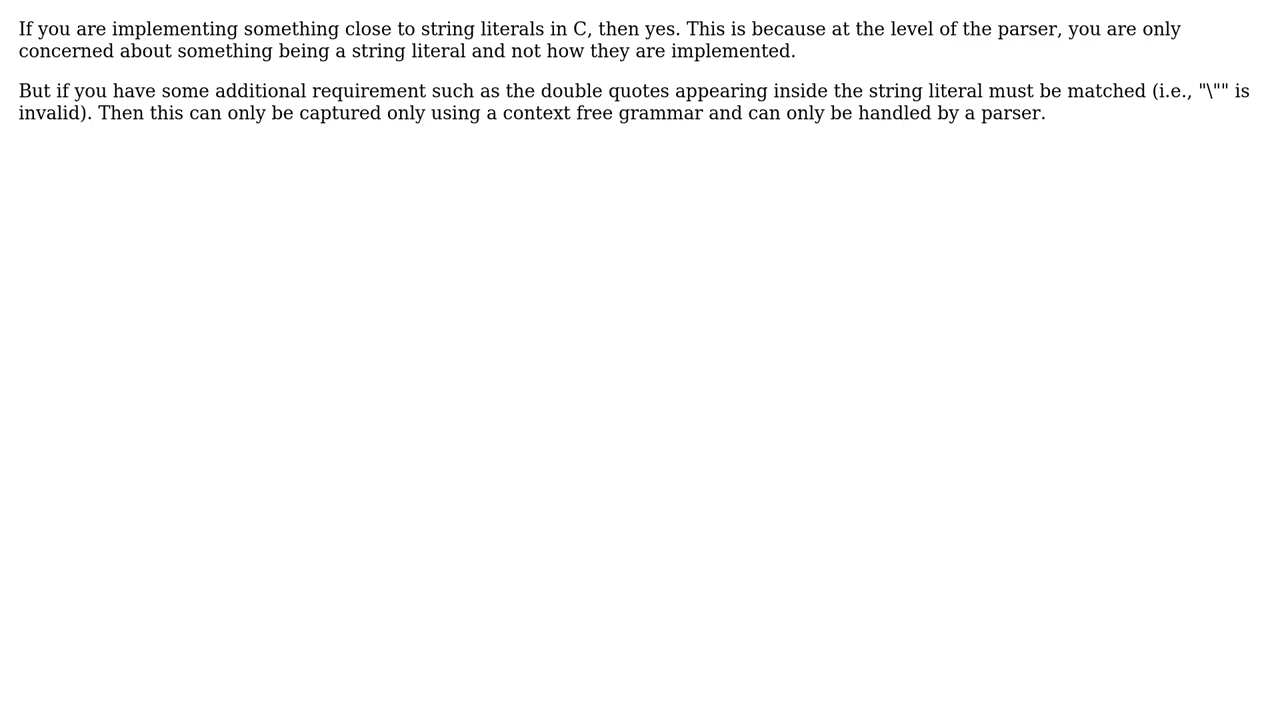 If you are implementing something close to string literals in C, then yes. This is because at the level of the parser, you are only
concerned about something being a string literal and not how they are implemented.
But if you have some additional requirement such as the double quotes appearing inside the string literal must be matched (i.e., "\"" is
invalid). Then this can only be captured only using a context free grammar and can only be handled by a parser.